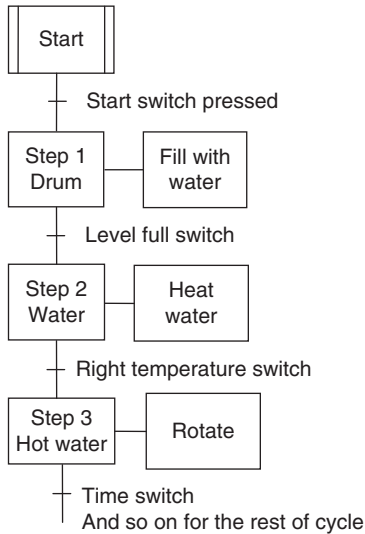 Start
Start switch pressed
Step 1
Drum
Fill with
water
Level full switch
Step 2
Water
Heat
water
Right temperature switch
Step 3
Hot water
Rotate
Time switch
And so on for the rest of cycle